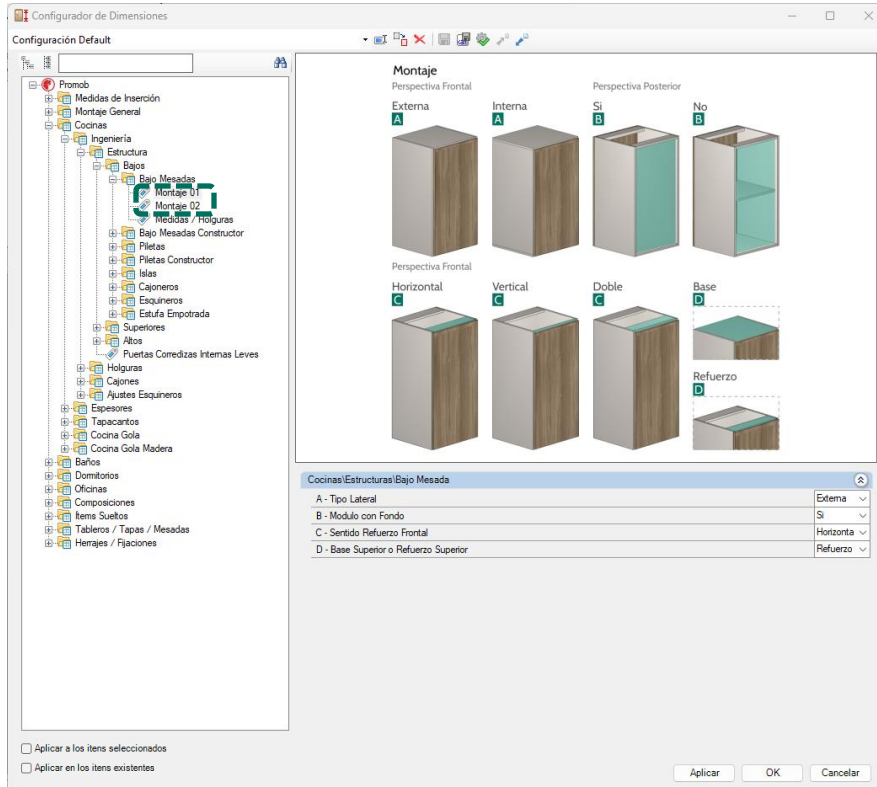 Configurador de Dimensiones
Configuración Default
Promob
Medidas de Inserción
Montaje General
Cocinas
Ingeniería
Estructura
Bajos
Bajo Mesadas
Montaje 01
Montaje 02
Medidas / Holguras
Bajo Mesadas Constructor
Piletas
Piletas Constructor
Islas
Cajoneros
Esquineros
Estufa Empotrada
Superiores
Altos
Puertas Corredizas Internas Leves
Holguras
Cajones
Ajustes Esquineros
Espesores
Tapacantos
Cocina Gola
Cocina Gola Madera
Baños
Dormitorios
Oficinas
Composiciones
Ítems Sueltos
Tableros / Tapas / Mesadas
Herrajes / Fijaciones
Aplicar a los itens seleccionados
Aplicar en los itens existentes
Montaje
Perspectiva Frontal Perspectiva Posterior
Externa Interna Si No
A A B B
Perspectiva Frontal
Horizontal Vertical Doble Base
C C C D
Refuerzo
D
Cocinas\Estructuras\Bajo Mesada
A - Tipo Lateral Externa
B - Modulo con Fondo Si
C - Sentido Refuerzo Frontal Horizonta
D - Base Superior o Refuerzo Superior Refuerzo
Aplicar OK Cancelar